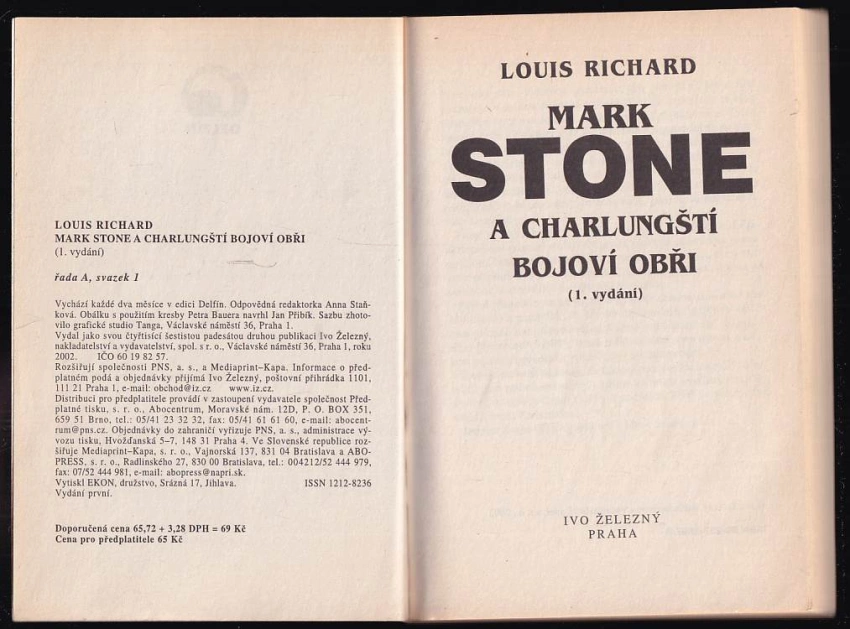 LOUIS RICHARD
MARK STONE A CHARLUNGŠTÍ BOJOVÍ OBŘI
(1. vydání)
řada A, svazek 1
Vychází každé dva měsíce v edici Delfín. Odpovědná redaktorka Anna Staň-
ková. Obálku s použitím kresby Petra Bauera navrhl Jan Přibík. Sazbu zhoto-
vilo grafické studio Tanga, Václavské náměstí 36, Praha 1.
Vydal jako svou čtyřtisící šestistou padesátou druhou publikaci Ivo Železný,
nakladatelství a vydavatelství, spol. s r. o., Václavské náměstí 36, Praha 1, roku
2002. IČO 60 19 82 57.
Rozšiřují společnosti PNS, a. s., a Mediaprint–Kapa. Informace o před-
platném podá a objednávky přijímá Ivo Železný, poštovní přihrádka 1101,
111 21 Praha 1, e-mail: obchod@iz.cz www.iz.cz.
Distribuci pro předplatitele provádí v zastoupení vydavatele společnost Před-
platné tisku, s. r. o., Abocentrum, Moravské nám. 12D, P. O. BOX 351,
659 51 Brno, tel.: 05/41 23 32 32, fax: 05/41 61 61 60, e-mail: abocent-
rum@pns.cz. Objednávky do zahraničí vyřizuje PNS, a. s., administrace vý-
vozu tisku, Hvožďanská 5–7, 148 31 Praha 4. Ve Slovenské republice roz-
šiřuje Mediaprint–Kapa, s. r. o., Vajnorská 137, 831 04 Bratislava a ABO-
PRESS, s. r. o., Radlinského 27, 830 00 Bratislava, tel.: 004212/52 444 979,
fax: 07/52 444 981, e-mail: abopress@napri.sk.
Vytiskl EKON, družstvo, Srázná 17, Jihlava. ISSN 1212-8236
Vydání první.
Doporučená cena 65,72 + 3,28 DPH = 69 Kč
Cena pro předplatitele 65 Kč
LOUIS RICHARD
MARK
STONE
A CHARLUNGŠTÍ
BOJOVÍ OBŘI
(1. vydání)
IVO ŽELEZNÝ
PRAHA